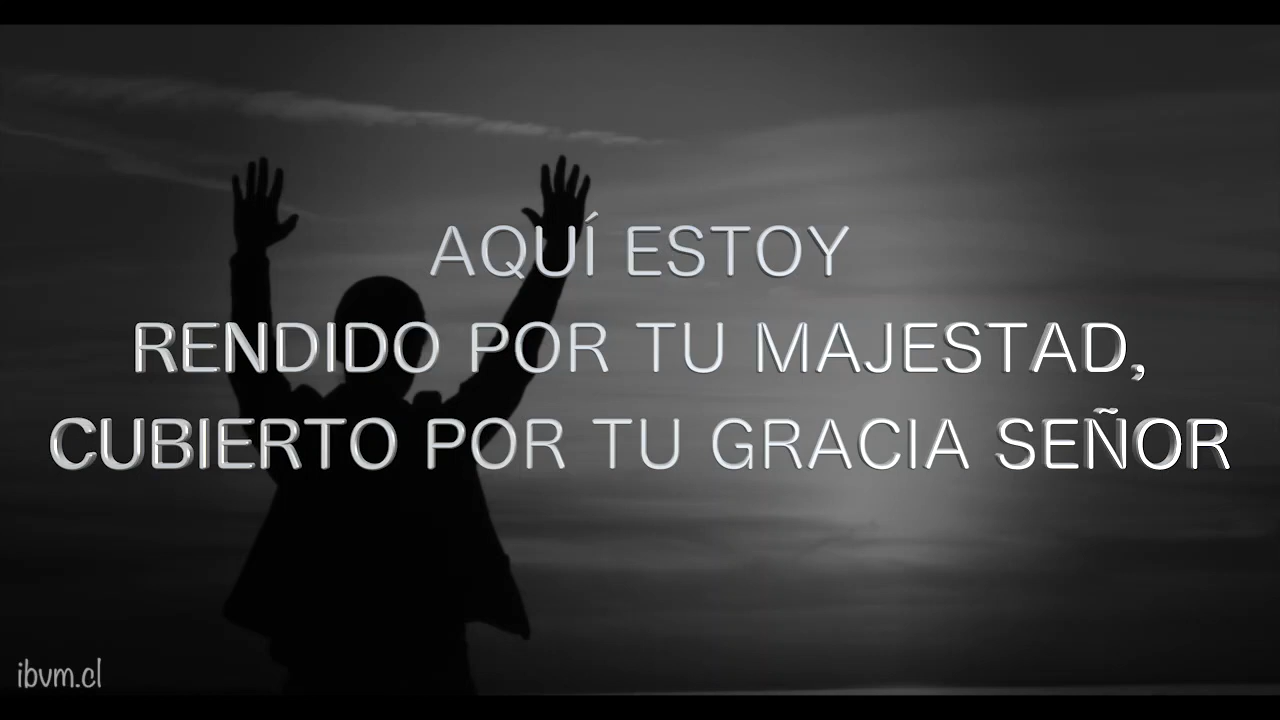 AQUÍ ESTOY
RENDIDO POR TU MAJESTAD,
CUBIERTO POR TU GRACIA SEÑOR
ibvm.cl